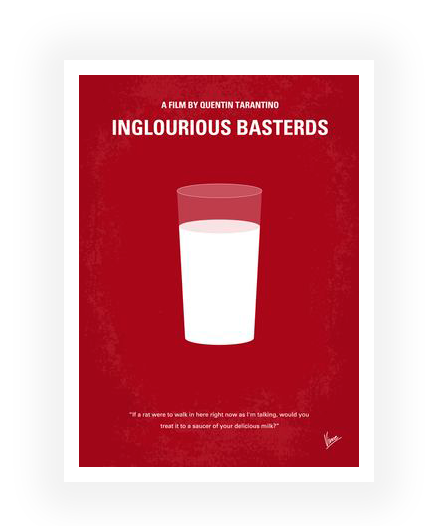 A FILM BY QUENTIN TARANTINO
INGLOURIOUS BASTERDS
"If a rat were to walk in here right now as I'm talking, would you
treat it to a saucer of your delicious milk?"